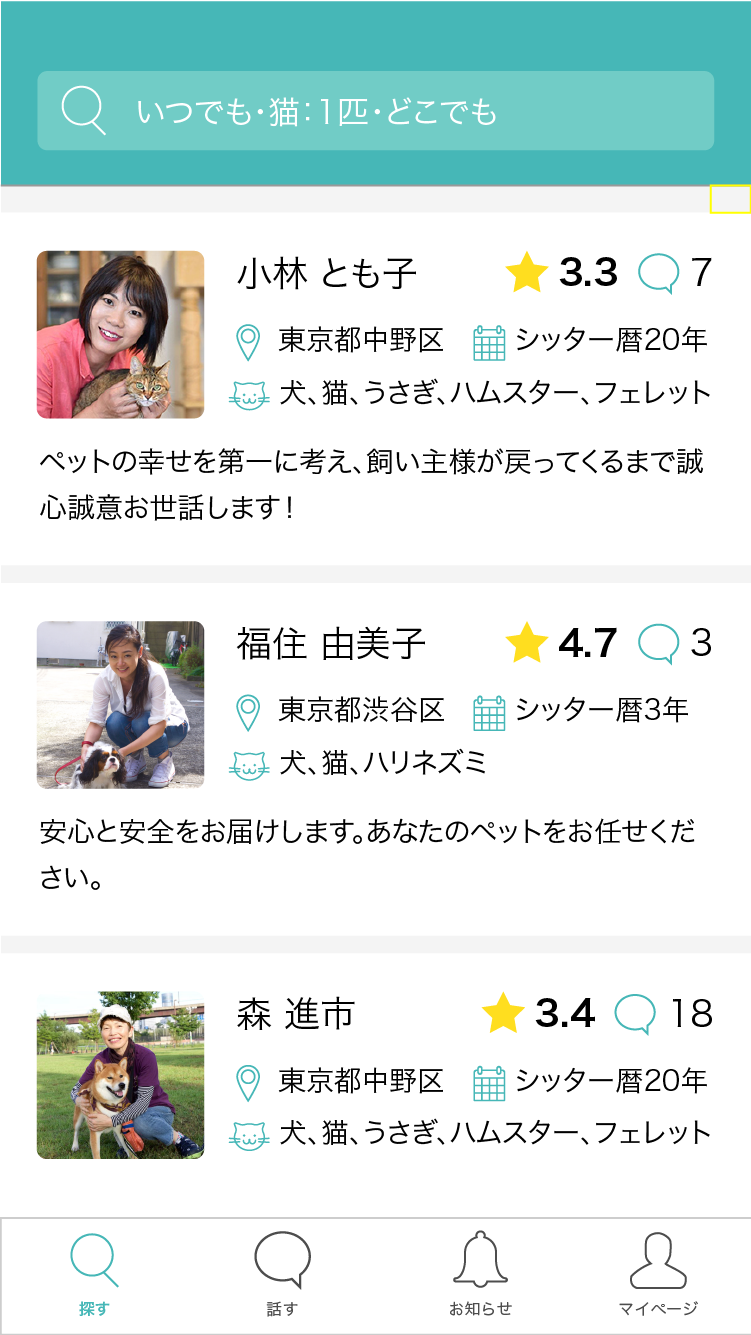 いつでも・猫：1匹・どこでも
小林 とも子 3.3 7
東京都中野区 シッター暦20年
犬、猫、うさぎ、ハムスター、フェレット
ペットの幸せを第一に考え、飼い主様が戻ってくるまで誠
心誠意お世話します！
福住 由美子 4.7 3
東京都渋谷区 シッター暦3年
犬、猫、ハリネズミ
安心と安全をお届けします。あなたのペットをお任せくだ
さい。
森 進市 3.4 18
東京都中野区 シッター暦20年
犬、猫、うさぎ、ハムスター、フェレット
探す 話す お知らせ マイページ